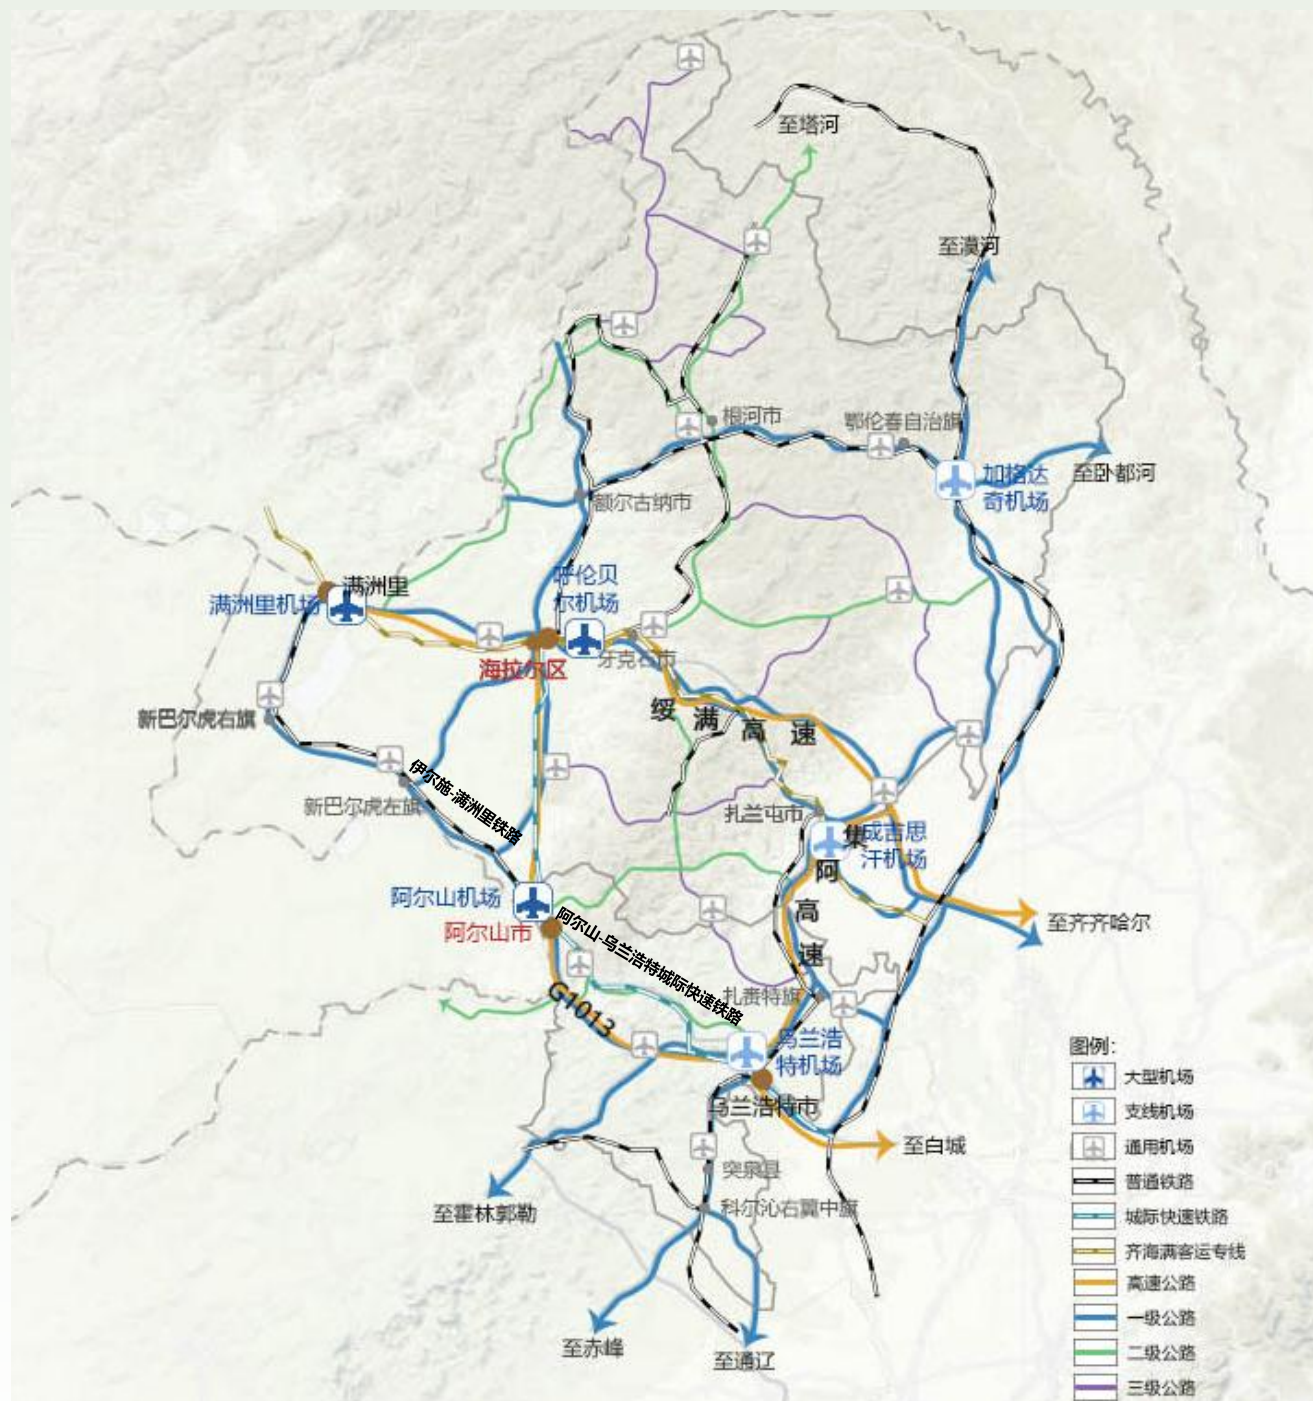 至塔河
至漠河
根河市
鄂伦春自治旗
至卧都河
加格达
奇机场
额尔古纳市
呼伦贝
尔机场
满洲里
满洲里机场
海拉尔区
牙克石市
绥满高速
新巴尔虎右旗
伊尔施-满洲里铁路
新巴尔虎左旗
扎兰屯市
成吉思
汗机场
集阿高速
阿尔山机场
阿尔山市
阿尔山-乌兰浩特城际快速铁路
至齐齐哈尔
G1013
扎赉特旗
乌兰浩
特机场
乌兰浩特市
至白城
突泉县
科尔沁右翼中旗
至霍林郭勒
至赤峰
至通辽
图例：
大型机场
支线机场
通用机场
普通铁路
城际快速铁路
齐海满客运专线
高速公路
一级公路
二级公路
三级公路